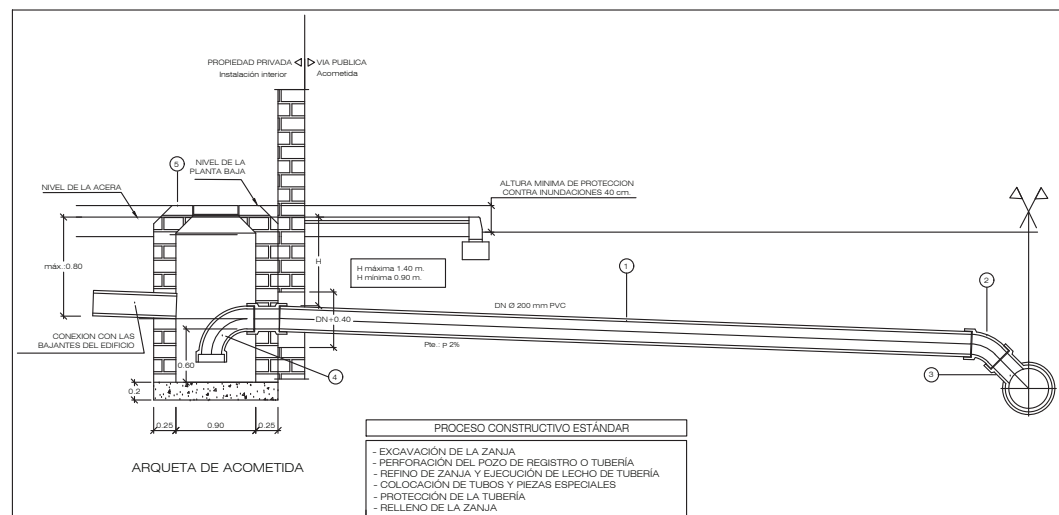 PROPIEDAD PRIVADA
VIA PUBLICA
Instalación interior
Acometida
5
NIVEL DE LA
PLANTA BAJA
NIVEL DE LA ACERA
ALTURA MINIMA DE PROTECCION
CONTRA INUNDACIONES 40 cm.
máx.:0.80
H
H máxima 1.40 m.
H mínima 0.90 m.
1
2
DN Ø 200 mm PVC
DN+0.40
Pte.: p 2%
CONEXION CON LAS
BAJANTES DEL EDIFICIO
0.60
4
3
0.2
0.25
0.90
0.25
ARQUETA DE ACOMETIDA
PROCESO CONSTRUCTIVO ESTÁNDAR
- EXCAVACIÓN DE LA ZANJA
- PERFORACIÓN DEL POZO DE REGISTRO O TUBERÍA
- REFINO DE ZANJA Y EJECUCIÓN DE LECHO DE TUBERÍA
- COLOCACIÓN DE TUBOS Y PIEZAS ESPECIALES
- PROTECCIÓN DE LA TUBERÍA
- RELLENO DE LA ZANJA